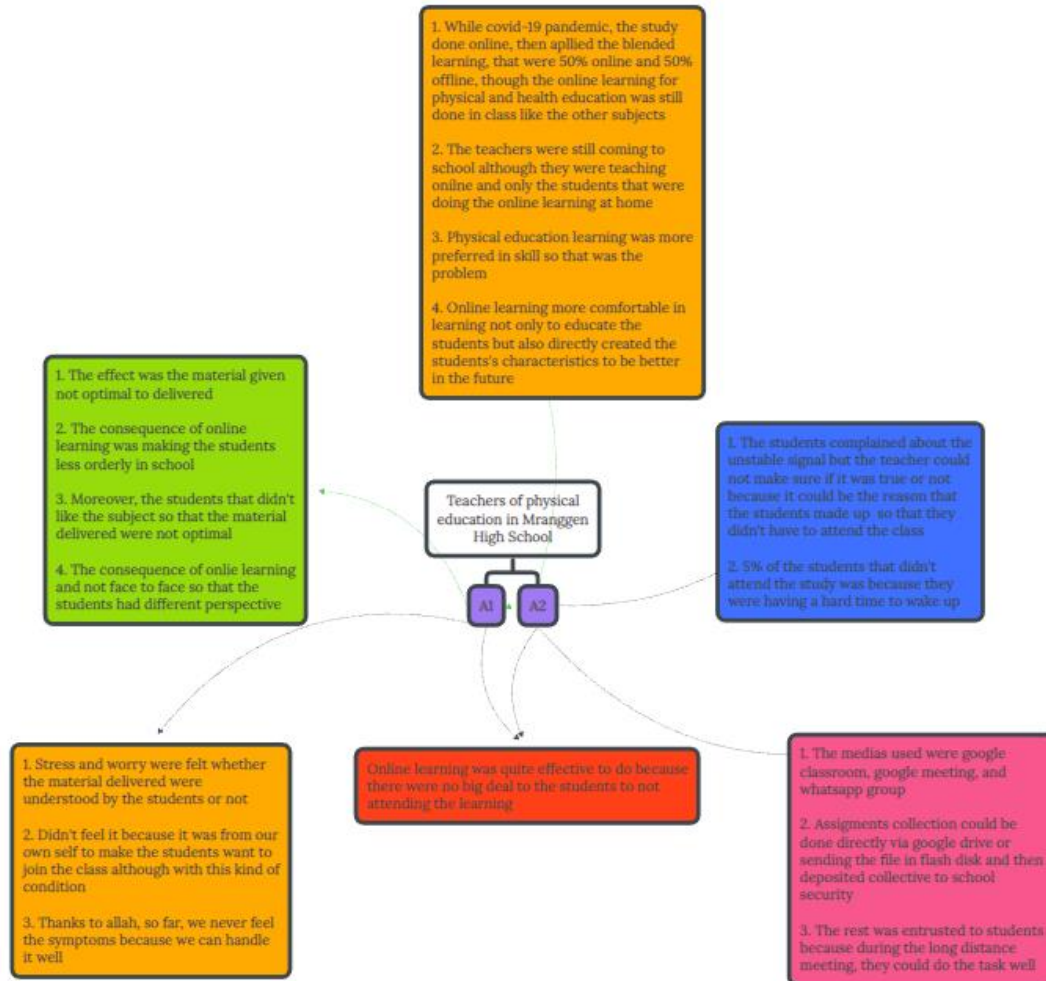 1. While covid-19 pandemic, the study
done online, then apllied the blended
learning, that were 50% online and 50%
offline, though the online learning for
physical and health education was still
done in class like the other subjects
2. The teachers were still coming to
school although they were teaching
onilne and only the students that were
doing the online learning at home
3. Physical education learning was more
preferred in skill so that was the
problem
4. Online learning more comfortable in
learning not only to educate the
students but also directly created the
students's characteristics to be better
in the future
1. The effect was the material given
not optimal to delivered
2. The consequence of online
learning was making the students
less orderly in school
3. Moreover, the students that didn't
like the subject so that the material
delivered were not optimal
4. The consequence of onlie learning
and not face to face so that the
students had different perspective
Teachers of physical
education in Mranggen
High School
A1
A2
1. The students complained about the
unstable signal but the teacher could
not make sure if it was true or not
because it could be the reason that
the students made up so that they
didn't have to attend the class
2. 5% of the students that didn't
attend the study was because they
were having a hard time to wake up
1. Stress and worry were felt whether
the material delivered were
understood by the students or not
2. Didn't feel it because it was from our
own self to make the students want to
join the class although with this kind of
condition
3. Thanks to allah, so far, we never feel
the symptoms because we can handle
it well
Online learning was quite effective to do because
there were no big deal to the students to not
attending the learning
1. The medias used were google
classroom, google meeting, and
whatsapp group
2. Assigments collection could be
done directly via google drive or
sending the file in flash disk and then
deposited collective to school
security
3. The rest was entrusted to students
because during the long distance
meeting, they could do the task well